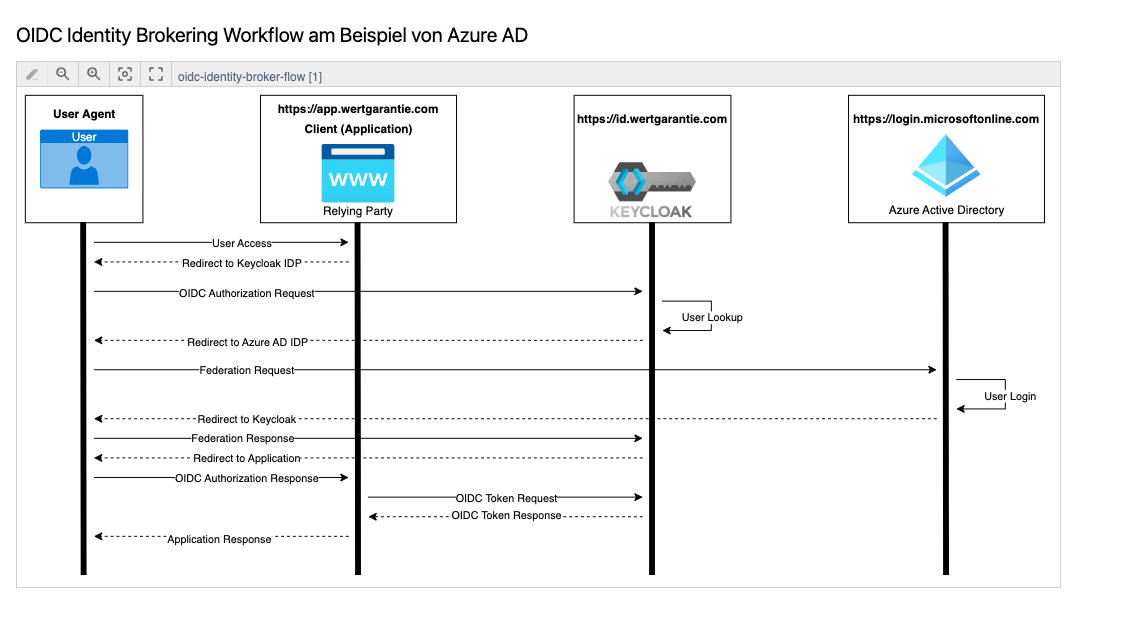 OIDC Identity Brokering Workflow am Beispiel von Azure AD
oidc-identity-broker-flow [1]
User Agent
User
https://app.wertgarantie.com
Client (Application)
WWW
Relying Party
https://id.wertgarantie.com
KEYCLOAK
https://login.microsoftonline.com
Azure Active Directory
User Access
Redirect to Keycloak IDP
OIDC Authorization Request
User Lookup
Redirect to Azure AD IDP
Federation Request
User Login
Redirect to Keycloak
Federation Response
Redirect to Application
OIDC Authorization Response
OIDC Token Request
OIDC Token Response
Application Response